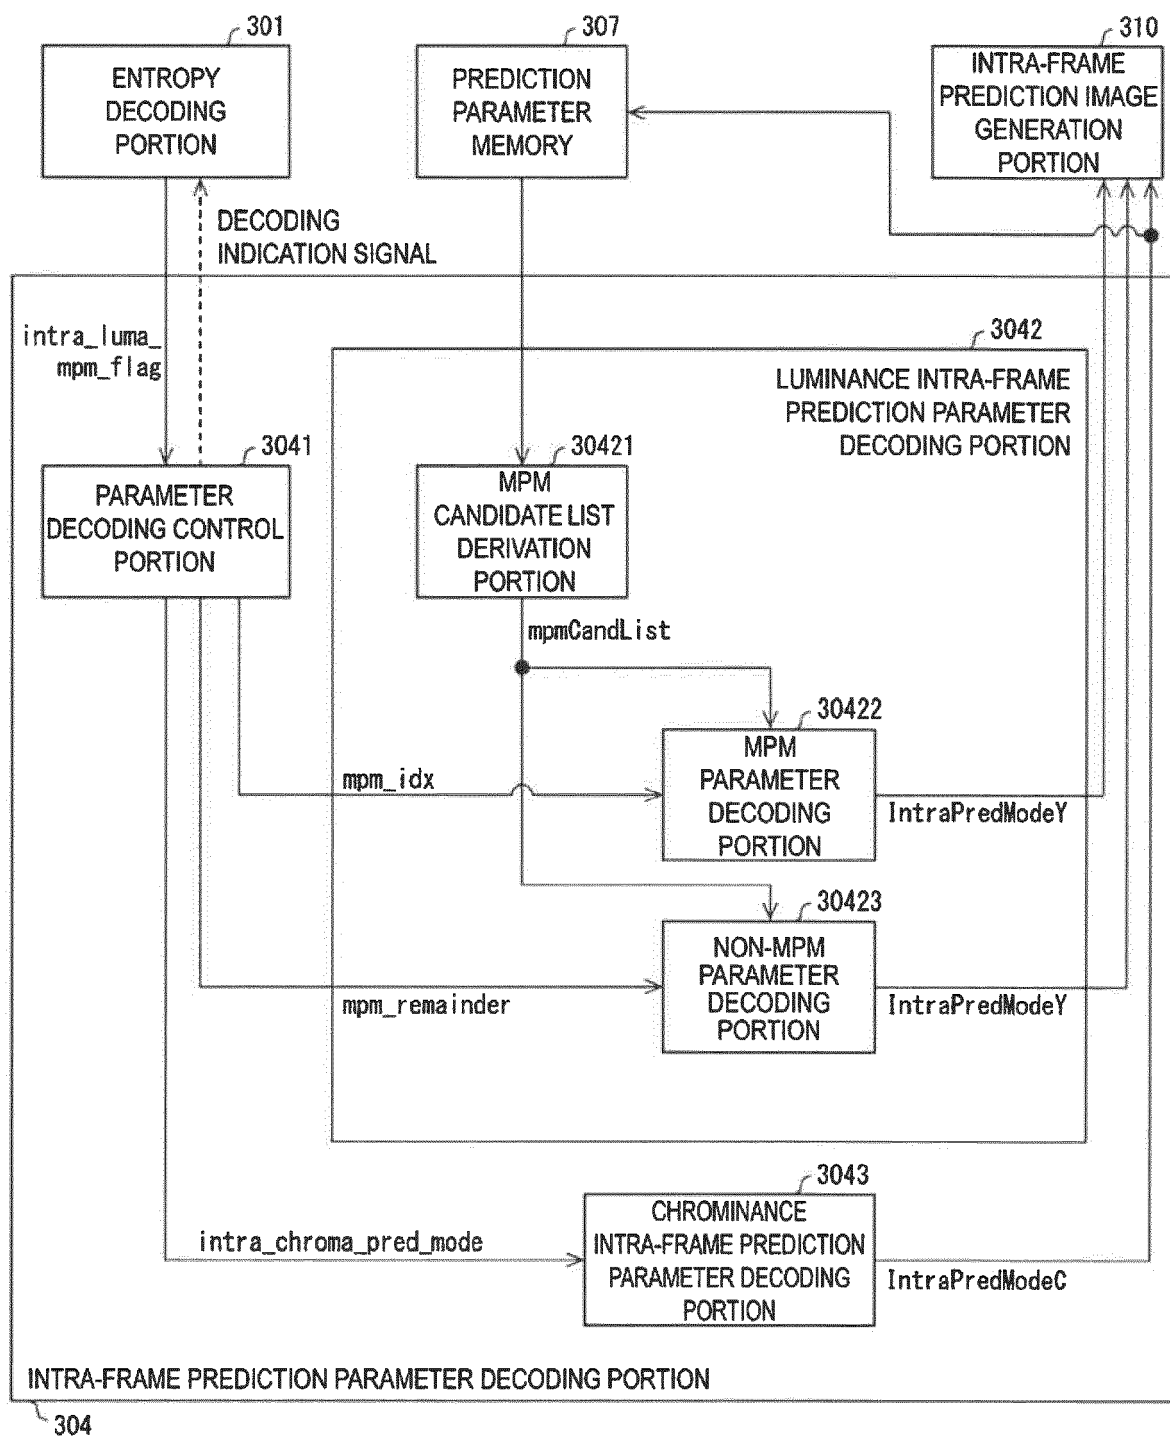 301
ENTROPY
DECODING
PORTION
307
PREDICTION
PARAMETER
MEMORY
310
INTRA-FRAME
PREDICTION IMAGE
GENERATION
PORTION
DECODING
INDICATION SIGNAL
intra_luma_
mpm_flag
3042
LUMINANCE INTRA-FRAME
PREDICTION PARAMETER
DECODING PORTION
3041
PARAMETER
DECODING CONTROL
PORTION
30421
MPM
CANDIDATE LIST
DERIVATION
PORTION
mpmCandList
30422
MPM
PARAMETER
DECODING
PORTION
mpm_idx
IntraPredModeY
30423
NON-MPM
PARAMETER
DECODING
PORTION
mpm_remainder
IntraPredModeY
3043
CHROMINANCE
INTRA-FRAME PREDICTION
PARAMETER DECODING
PORTION
intra_chroma_pred_mode
IntraPredModeC
INTRA-FRAME PREDICTION PARAMETER DECODING PORTION
304